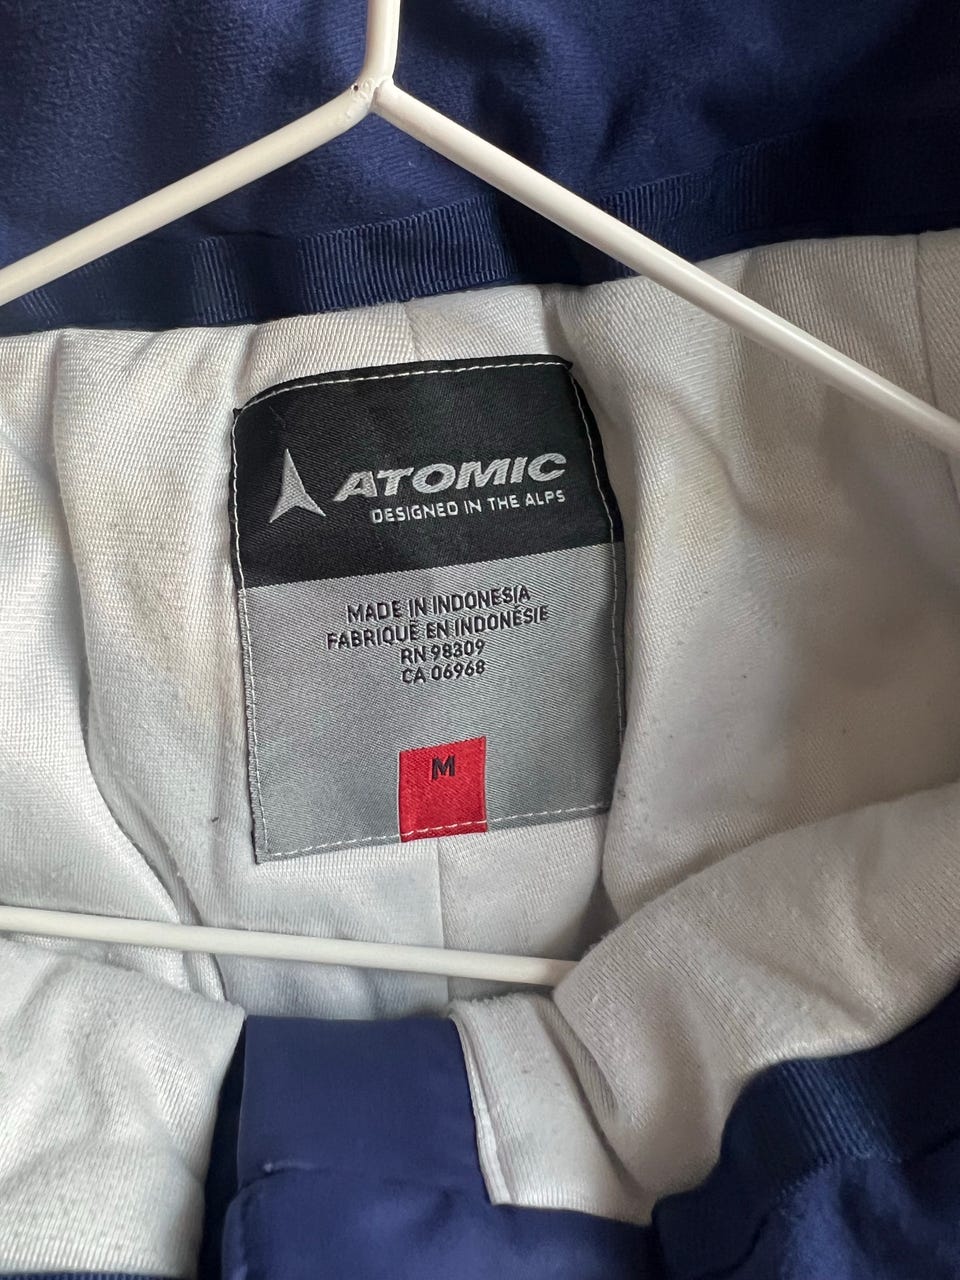 ATOMIC
DESIGNED IN THE ALPS
MADE IN INDONESIA
FABRIQUÉ EN INDONÉSIE
RN 98309
CA 06968
M